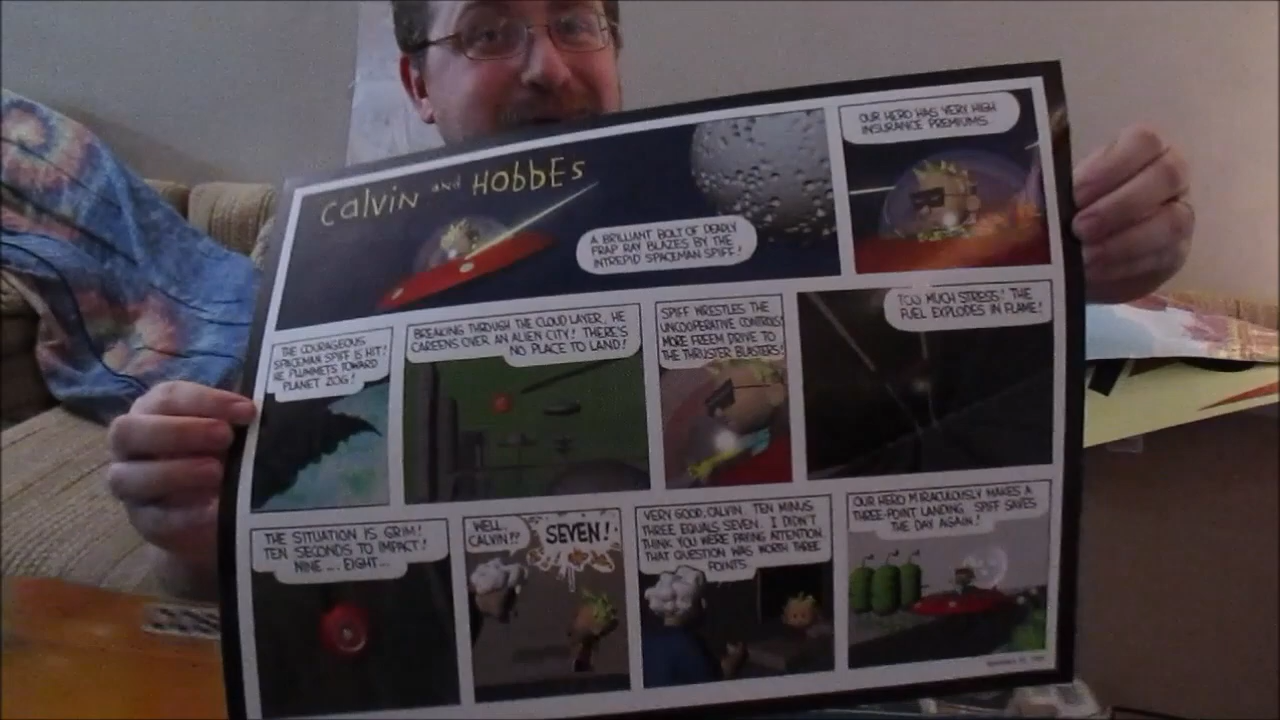 Calvin and HobbEs
A BRILLIANT BOLT OF DEADLY
FRAP RAY BLAZES BY THE
INTREPID SPACEMAN SPIFF!
OUR HERO HAS VERY HIGH
INSURANCE PREMIUMS.
THE COURAGEOUS
SPACEMAN SPIFF IS HIT!
HE PLUMMETS TOWARD
PLANET ZOG!
BREAKING THROUGH THE CLOUD LAYER, HE
CAREENS OVER AN ALIEN CITY! THERE'S
NO PLACE TO LAND!
SPIFF WRESTLES THE
UNCOOPERATIVE CONTROLS!
MORE FREEM DRIVE TO
THE THRUSTER BLASTERS!
TOO MUCH STRESS! THE
FUEL EXPLODES IN FLAME!
THE SITUATION IS GRIM!
TEN SECONDS TO IMPACT!
NINE ... EIGHT...
WELL,
CALVIN??
SEVEN!
VERY GOOD, CALVIN. TEN MINUS
THREE EQUALS SEVEN. I DIDN'T
THINK YOU WERE PAYING ATTENTION.
THAT QUESTION WAS WORTH THREE
POINTS.
OUR HERO MIRACULOUSLY MAKES A
THREE-POINT LANDING. SPIFF SAVES
THE DAY AGAIN!